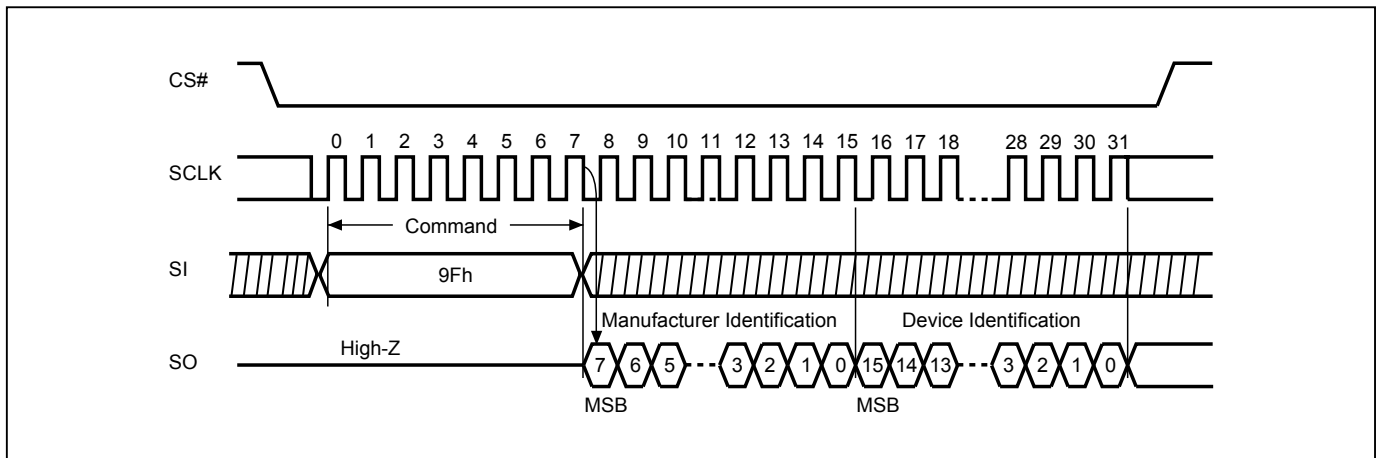 CS#
0 1 2 3 4 5 6 7 8 9 10 11 12 13 14 15 16 17 18 28 29 30 31
SCLK
Command
SI
9Fh
Manufacturer Identification Device Identification
High-Z
SO
7 6 5 3 2 1 0 15 14 13 3 2 1 0
MSB MSB